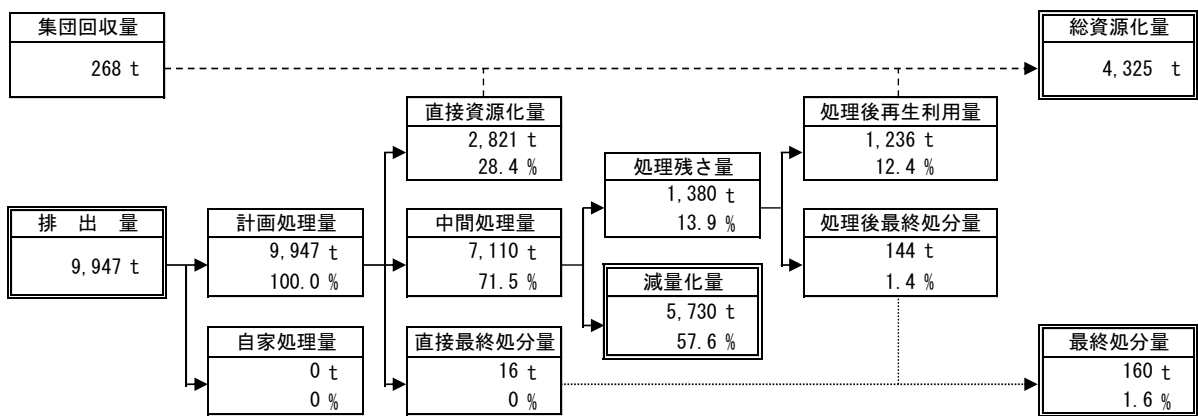 集団回収量
268 t
総資源化量
4,325 t
直接資源化量
2,821 t
28.4 %
処理後再生利用量
1,236 t
12.4 %
処理残さ量
1,380 t
13.9 %
排 出 量
9,947 t
計画処理量
9,947 t
100.0 %
中間処理量
7,110 t
71.5 %
処理後最終処分量
144 t
1.4 %
減量化量
5,730 t
57.6 %
自家処理量
0 t
0 %
直接最終処分量
16 t
0 %
最終処分量
160 t
1.6 %